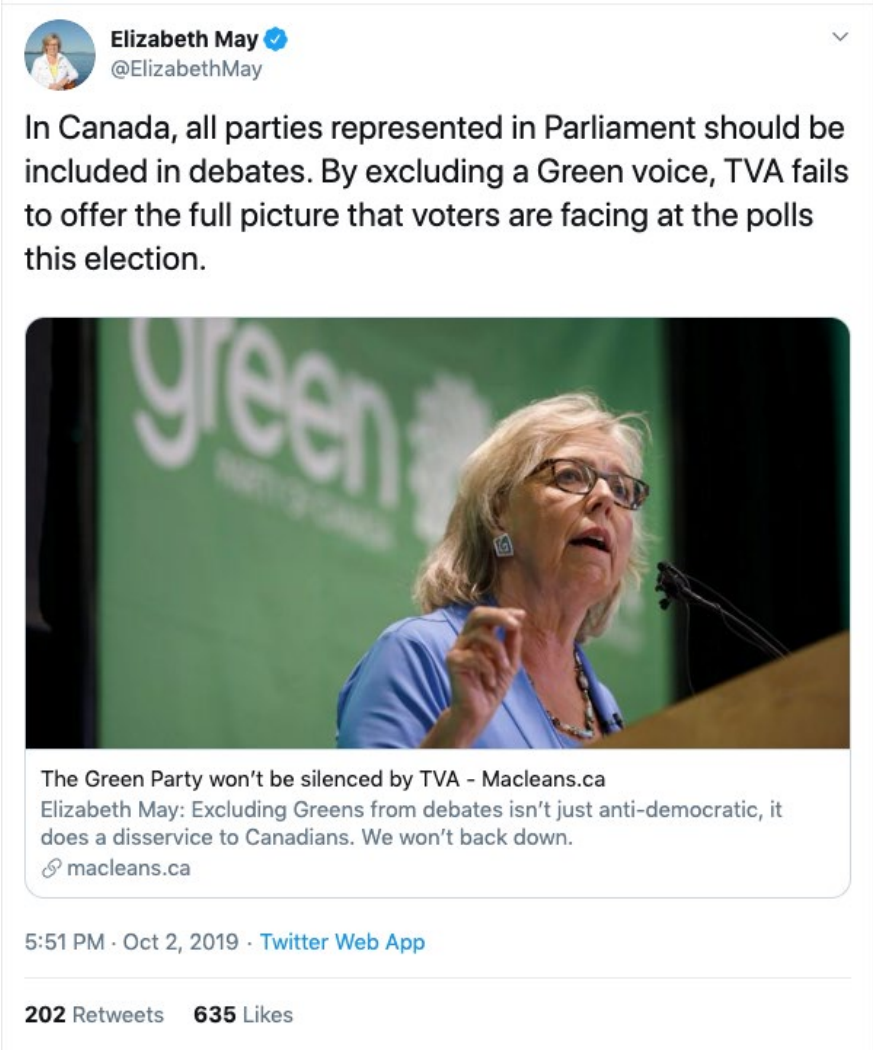 Elizabeth May
@ElizabethMay
In Canada, all parties represented in Parliament should be
included in debates. By excluding a Green voice, TVA fails
to offer the full picture that voters are facing at the polls
this election.
green
PARTY OF CANADA
The Green Party won't be silenced by TVA - Macleans.ca
Elizabeth May: Excluding Greens from debates isn't just anti-democratic, it
does a disservice to Canadians. We won't back down.
macleans.ca
5:51 PM · Oct 2, 2019 · Twitter Web App
202 Retweets 635 Likes